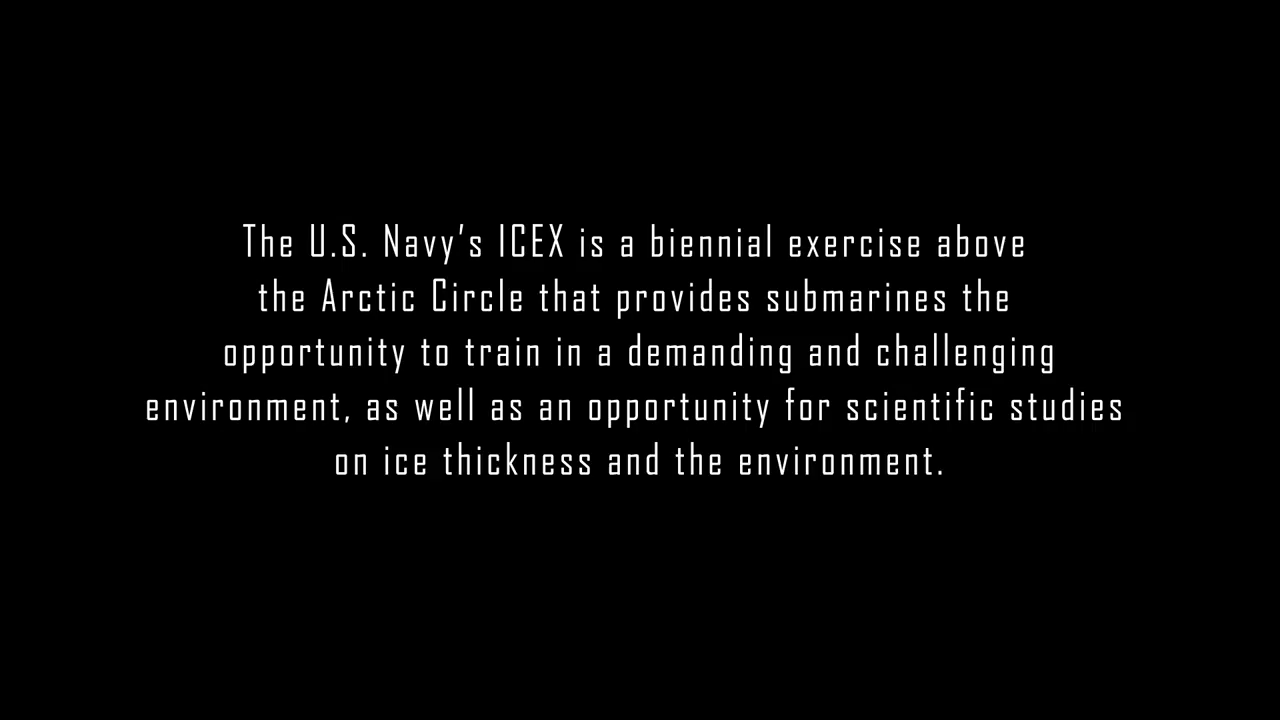 The U.S. Navy’s ICEX is a biennial exercise above
the Arctic Circle that provides submarines the
opportunity to train in a demanding and challenging
environment, as well as an opportunity for scientific studies
on ice thickness and the environment.